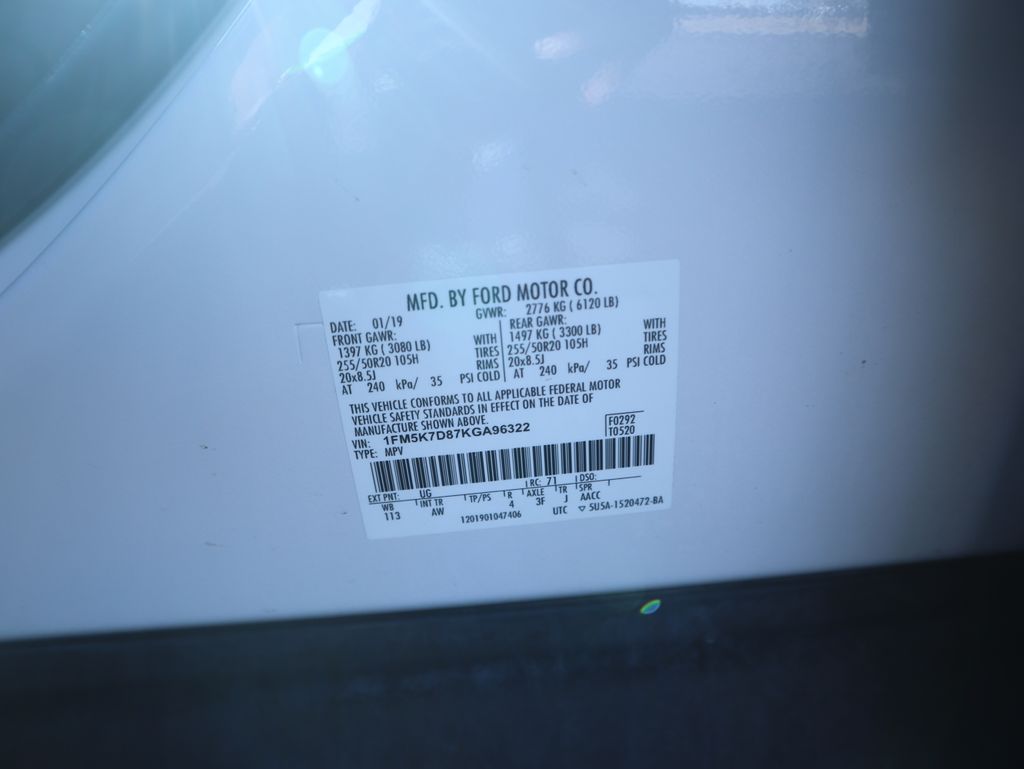 MFD. BY FORD MOTOR CO.
DATE: 01/19 GVWR: 2776 KG ( 6120 LB)
FRONT GAWR: REAR GAWR:
1397 KG ( 3080 LB) WITH 1497 KG ( 3300 LB) WITH
255/50R20 105H TIRES 255/50R20 105H TIRES
20x8.5J RIMS 20x8.5J RIMS
AT 240 kPa/ 35 PSI COLD AT 240 kPa/ 35 PSI COLD
THIS VEHICLE CONFORMS TO ALL APPLICABLE FEDERAL MOTOR
VEHICLE SAFETY STANDARDS IN EFFECT ON THE DATE OF
MANUFACTURE SHOWN ABOVE.
VIN: 1FM5K7D87KGA96322 F0292
TYPE: MPV T0520
EXT PNT: UG RC: 71 DSO:
WB INT TR TP/PS R AXLE TR SPR
113 AW 4 3F J AACC
1201901047406 UTC ▽ 5U5A-1520472-BA